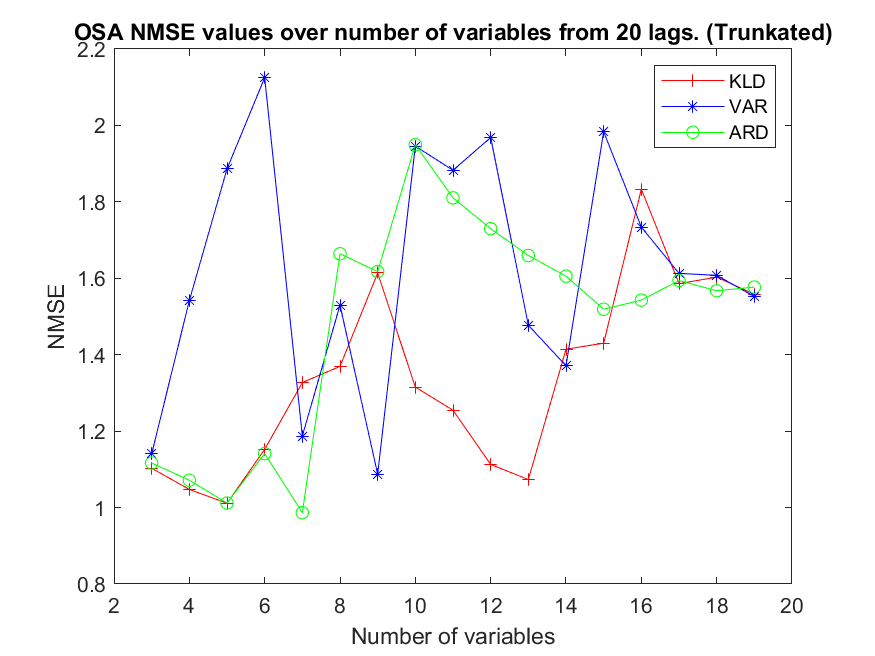 OSA NMSE values over number of variables from 20 lags. (Trunkated)
2.2
2
1.8
1.6
1.4
1.2
1
0.8
NMSE
KLD
VAR
ARD
2 4 6 8 10 12 14 16 18 20
Number of variables